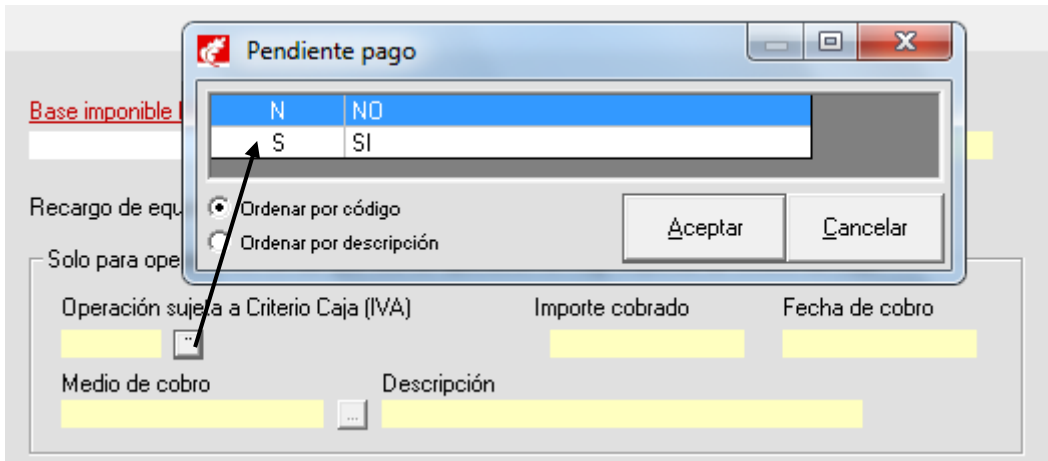 Pendiente pago
Base imponible
N NO
S SI
Recargo de equ
Ordenar por código
Ordenar por descripción
Aceptar
Cancelar
Solo para ope
Operación sujeta a Criterio Caja (IVA)
Importe cobrado
Fecha de cobro
Medio de cobro
...
Descripción